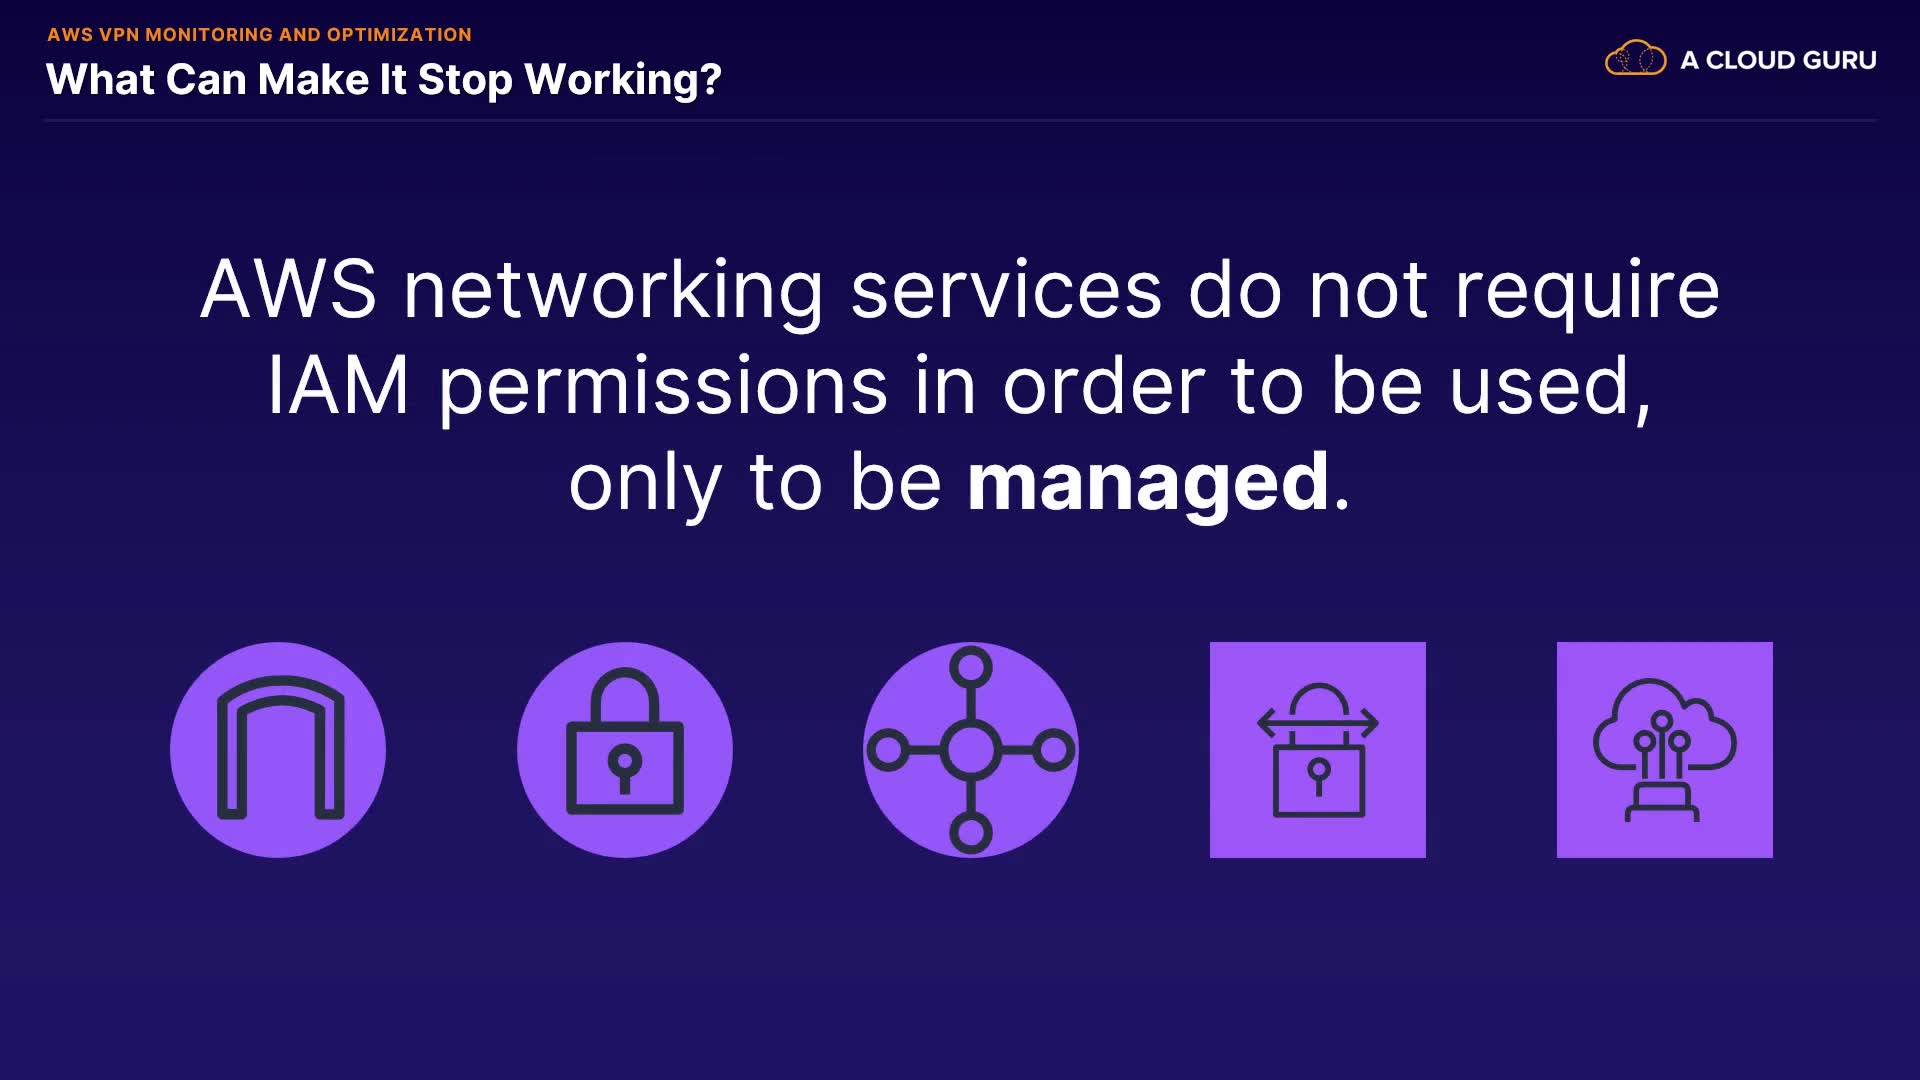 AWS VPN MONITORING AND OPTIMIZATION
What Can Make It Stop Working?
A CLOUD GURU
AWS networking services do not require
IAM permissions in order to be used,
only to be managed.